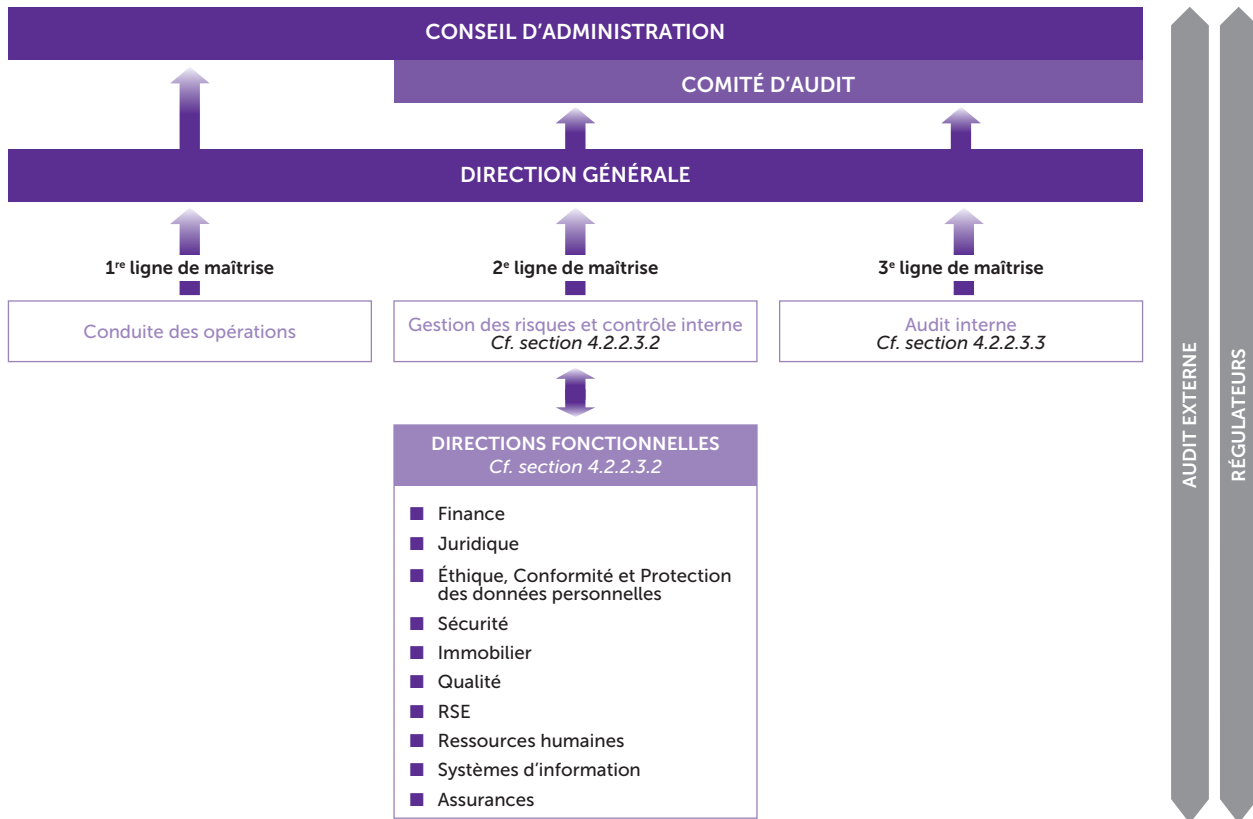 CONSEIL D'ADMINISTRATION
COMITÉ D'AUDIT
DIRECTION GÉNÉRALE
1re ligne de maîtrise
2e ligne de maîtrise
3e ligne de maîtrise
Conduite des opérations
Gestion des risques et contrôle interne
Cf. section 4.2.2.3.2
Audit interne
Cf. section 4.2.2.3.3
DIRECTIONS FONCTIONNELLES
Cf. section 4.2.2.3.2
■ Finance
■ Juridique
■ Éthique, Conformité et Protection
des données personnelles
■ Sécurité
■ Immobilier
■ Qualité
■ RSE
■ Ressources humaines
■ Systèmes d'information
■ Assurances
AUDIT EXTERNE
RÉGULATEURS